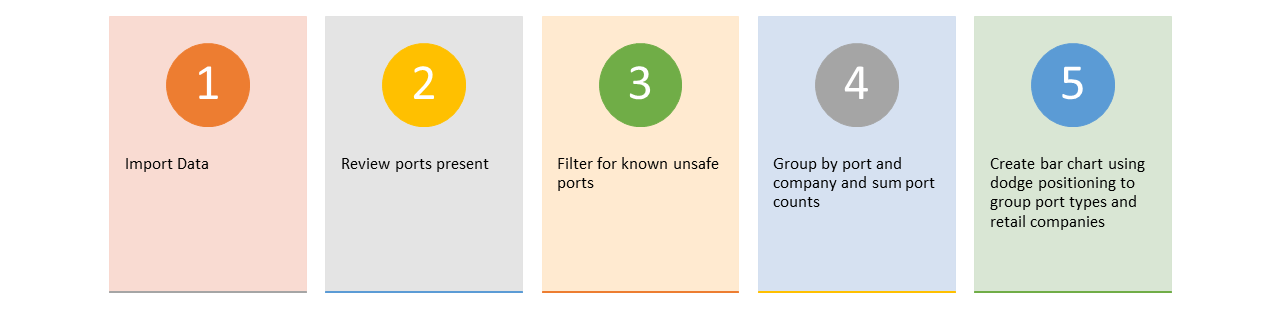 1
Import Data
2
Review ports present
3
Filter for known unsafe
ports
4
Group by port and
company and sum port
counts
5
Create bar chart using
dodge positioning to
group port types and
retail companies